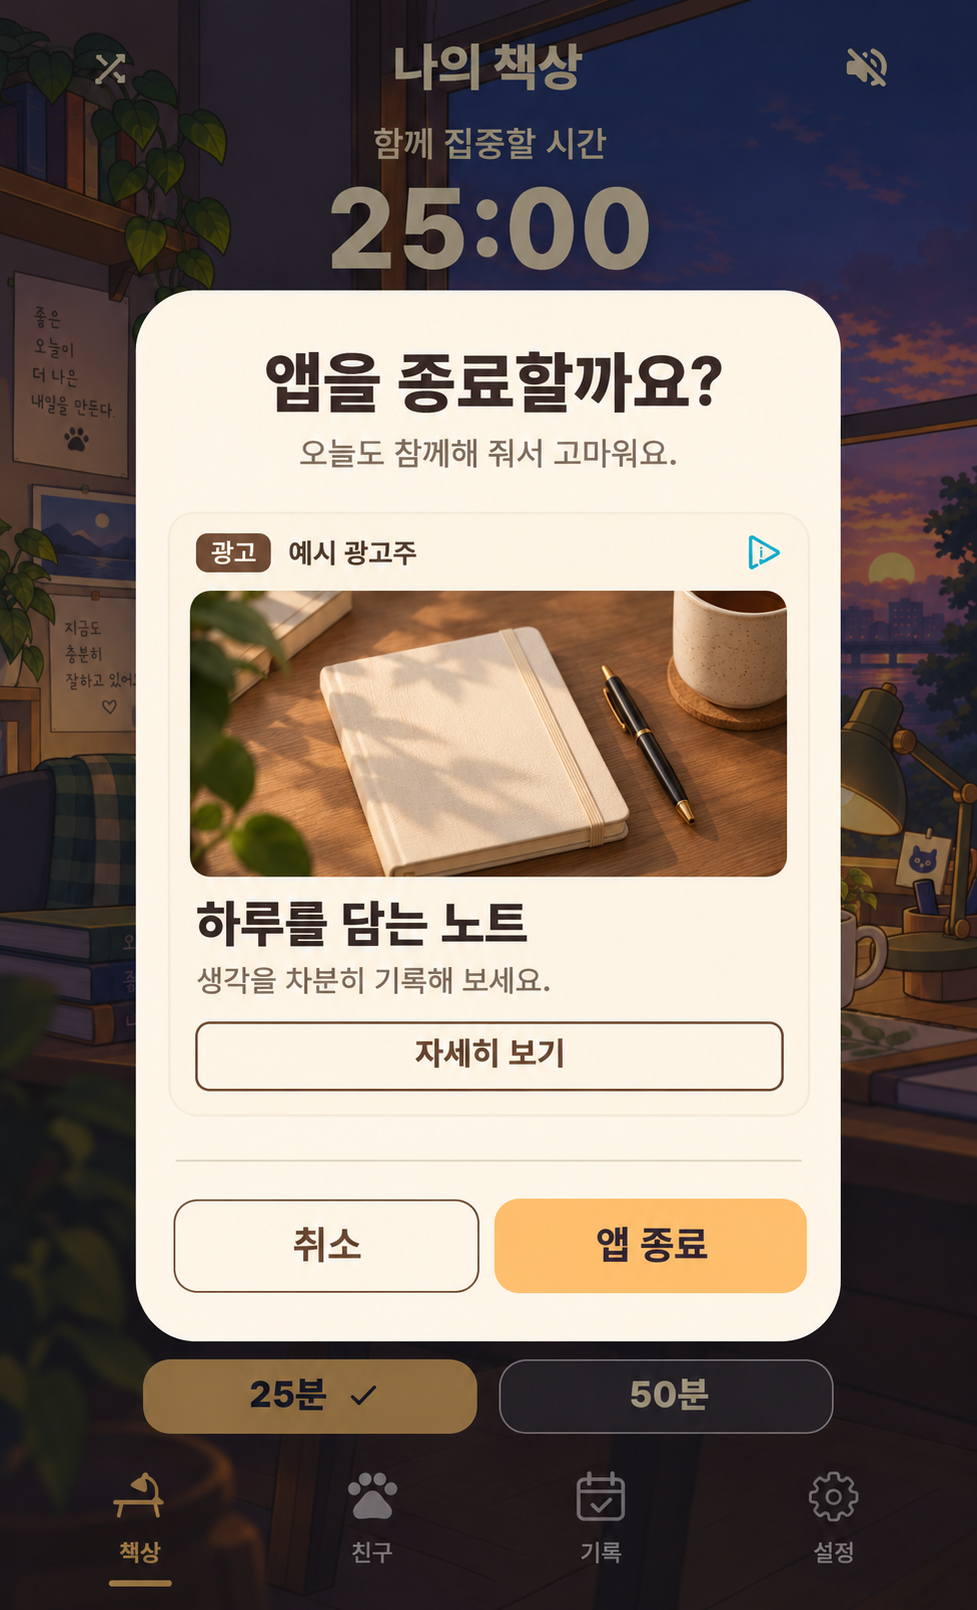 나의 책상
함께 집중할 시간
25:00
좋은
오늘이
더 나은
내일을 만든다.
지금도
충분히
잘하고 있어
앱을 종료할까요?
오늘도 참께해 줘서 고마워요.
광고 예시 광고주
하루를 담는 노트
생각을 차분히 기록해 보세요.
자세히 보기
취소
앱 종료
25분
50분
책상
친구
기록
설정